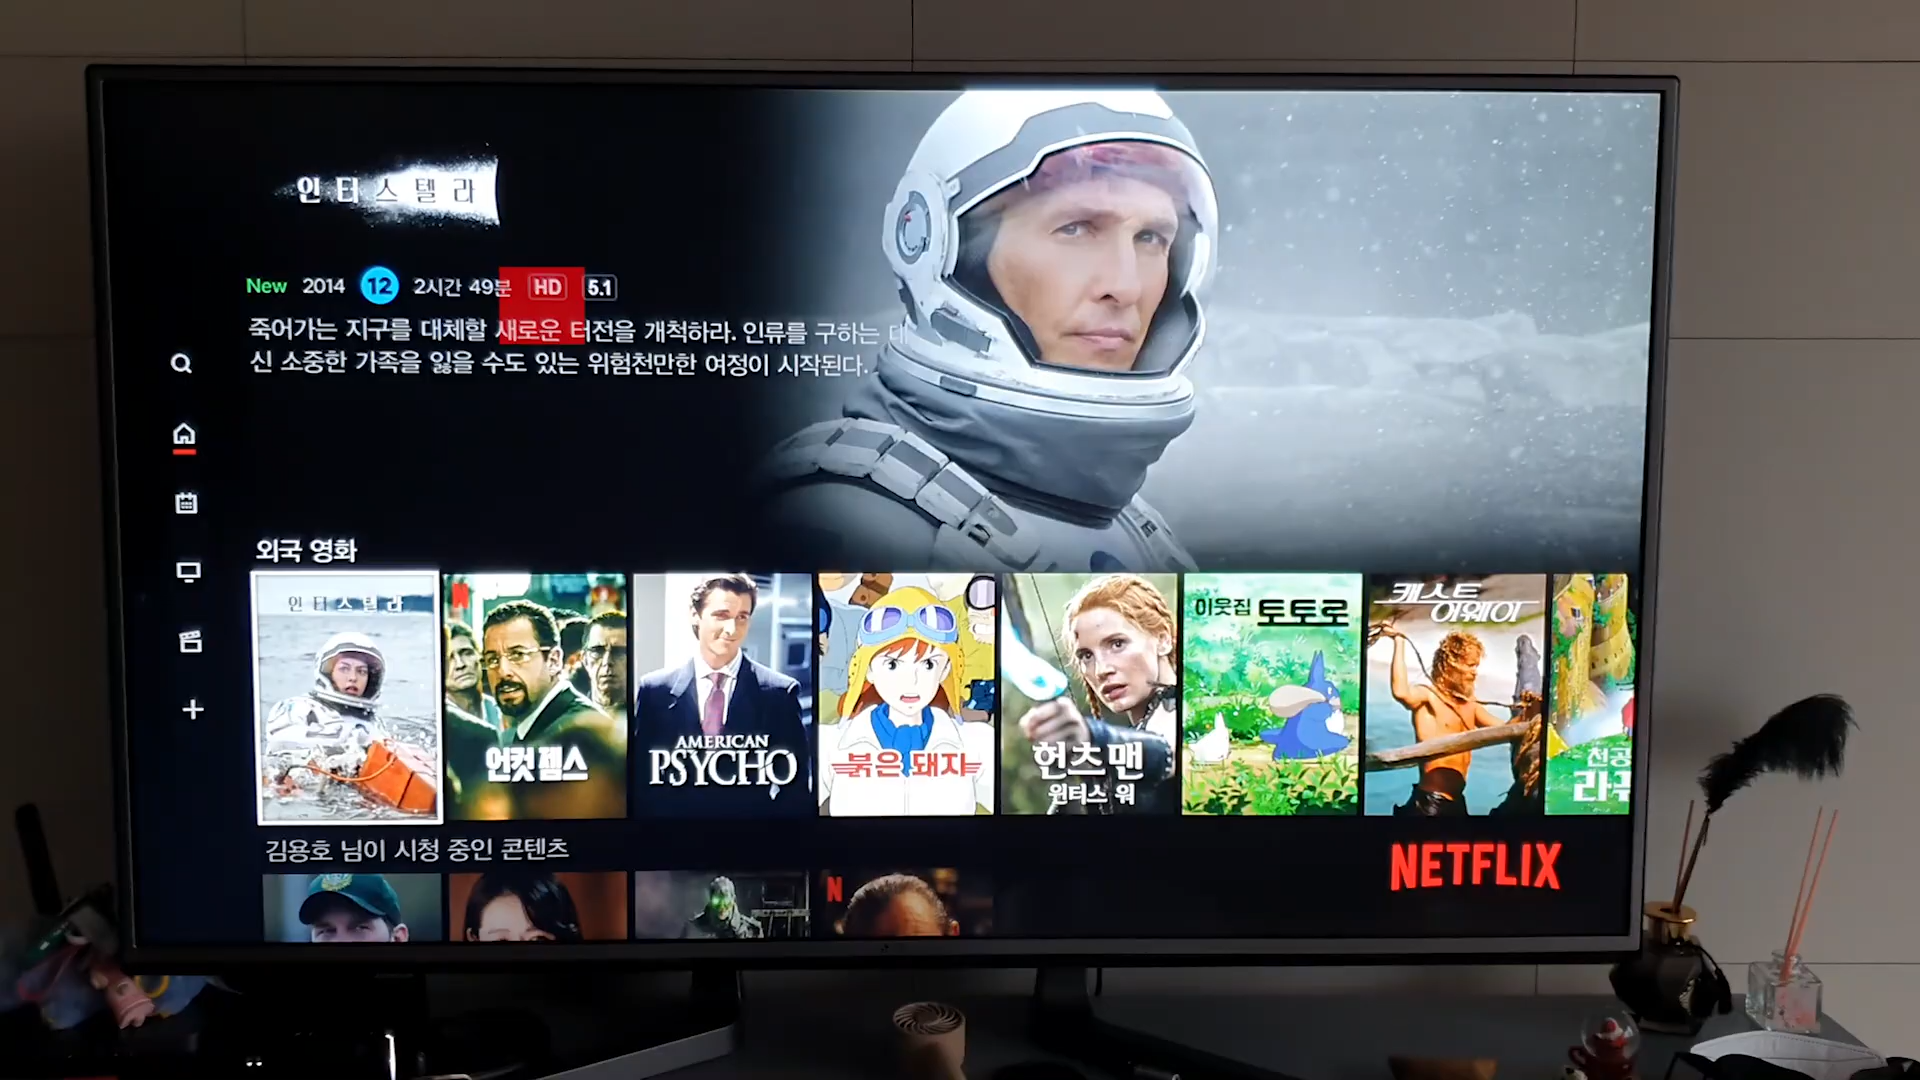 인터스텔라
New 2014 12 2시간 49분 HD 5.1
죽어가는 지구를 대체할 새로운 터전을 개척하라. 인류를 구하는 대
신 소중한 가족을 잃을 수도 있는 위험천만한 여정이 시작된다.
외국 영화
인터스텔라
N
언컷 젬스
AMERICAN
PSYCHO
붉은 돼지
헌츠맨
윈터스 워
이웃집 토토로
캐스트
어웨이
천공
라퓨
김용호 님이 시청 중인 콘텐츠
N
NETFLIX